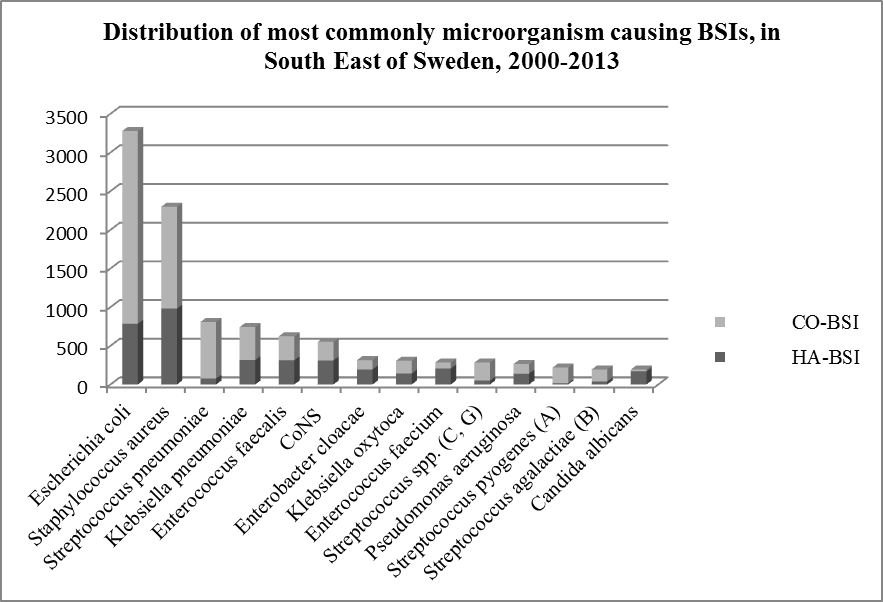 Distribution of most commonly microorganism causing BSIs, in
South East of Sweden, 2000-2013
3500
3000
2500
2000
1500
1000
500
0
CO-BSI
HA-BSI
Escherichia coli
Staphylococcus aureus
Streptococcus pneumoniae
Klebsiella pneumoniae
Enterococcus faecalis
CoNS
Enterobacter cloacae
Klebsiella oxytoca
Enterococcus faecium
Streptococcus spp. (C, G)
Pseudomonas aeruginosa
Streptococcus pyogenes (A)
Streptococcus agalactiae (B)
Candida albicans